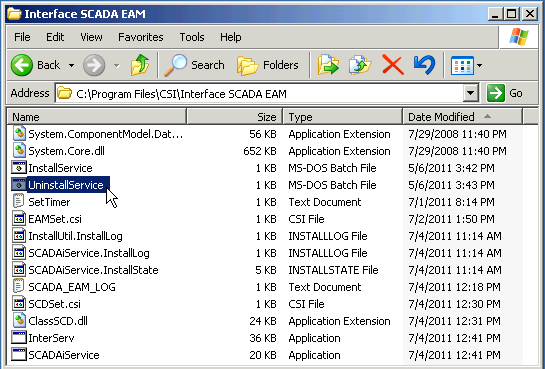 Interface SCADA EAM
File Edit View Favorites Tools Help
Back Search Folders
Address C:\Program Files\CSI\Interface SCADA EAM Go
Name Size Type Date Modified
System.ComponentModel.Dat... 56 KB Application Extension 7/29/2008 11:40 PM
System.Core.dll 652 KB Application Extension 7/29/2008 11:40 PM
InstallService 1 KB MS-DOS Batch File 5/6/2011 3:42 PM
UninstallService 1 KB MS-DOS Batch File 5/6/2011 3:43 PM
SetTimer 1 KB Text Document 7/1/2011 8:14 PM
EAMSet.csi 1 KB CSI File 7/2/2011 1:50 PM
InstallUtil.InstallLog 1 KB INSTALLLOG File 7/4/2011 11:14 AM
SCADAiService.InstallLog 1 KB INSTALLLOG File 7/4/2011 11:14 AM
SCADAiService.InstallState 5 KB INSTALLSTATE File 7/4/2011 11:14 AM
SCADA_EAM_LOG 1 KB Text Document 7/4/2011 12:18 PM
SCDSet.csi 1 KB CSI File 7/4/2011 12:30 PM
ClassSCD.dll 24 KB Application Extension 7/4/2011 12:31 PM
InterServ 36 KB Application 7/4/2011 12:41 PM
SCADAiService 20 KB Application 7/4/2011 12:41 PM